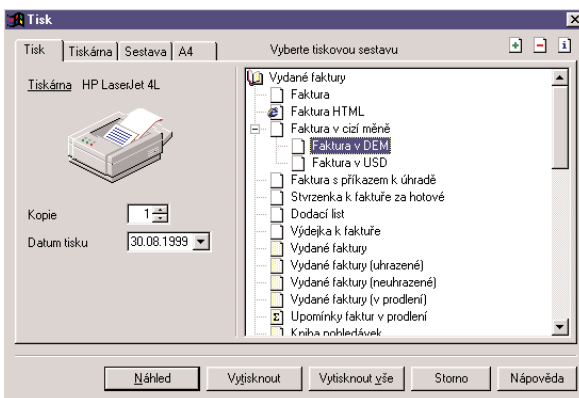 Tisk
Tisk Tiskárna Sestava A4
Vyberte tiskovou sestavu
Tiskárna HP LaserJet 4L
Kopie 1
Datum tisku 30.08.1999
Vydané faktury
Faktura
Faktura HTML
Faktura v cizí měně
Faktura v DEM
Faktura v USD
Faktura s příkazem k úhradě
Stvrzenka k faktuře za hotové
Dodací list
Výdejka k faktuře
Vydané faktury
Vydané faktury (uhrazené)
Vydané faktury (neuhrazené)
Vydané faktury (v prodlení)
Upomínky faktur v prodlení
Kniha pohledávek
Náhled Vytisknout Vytisknout vše Storno Nápověda